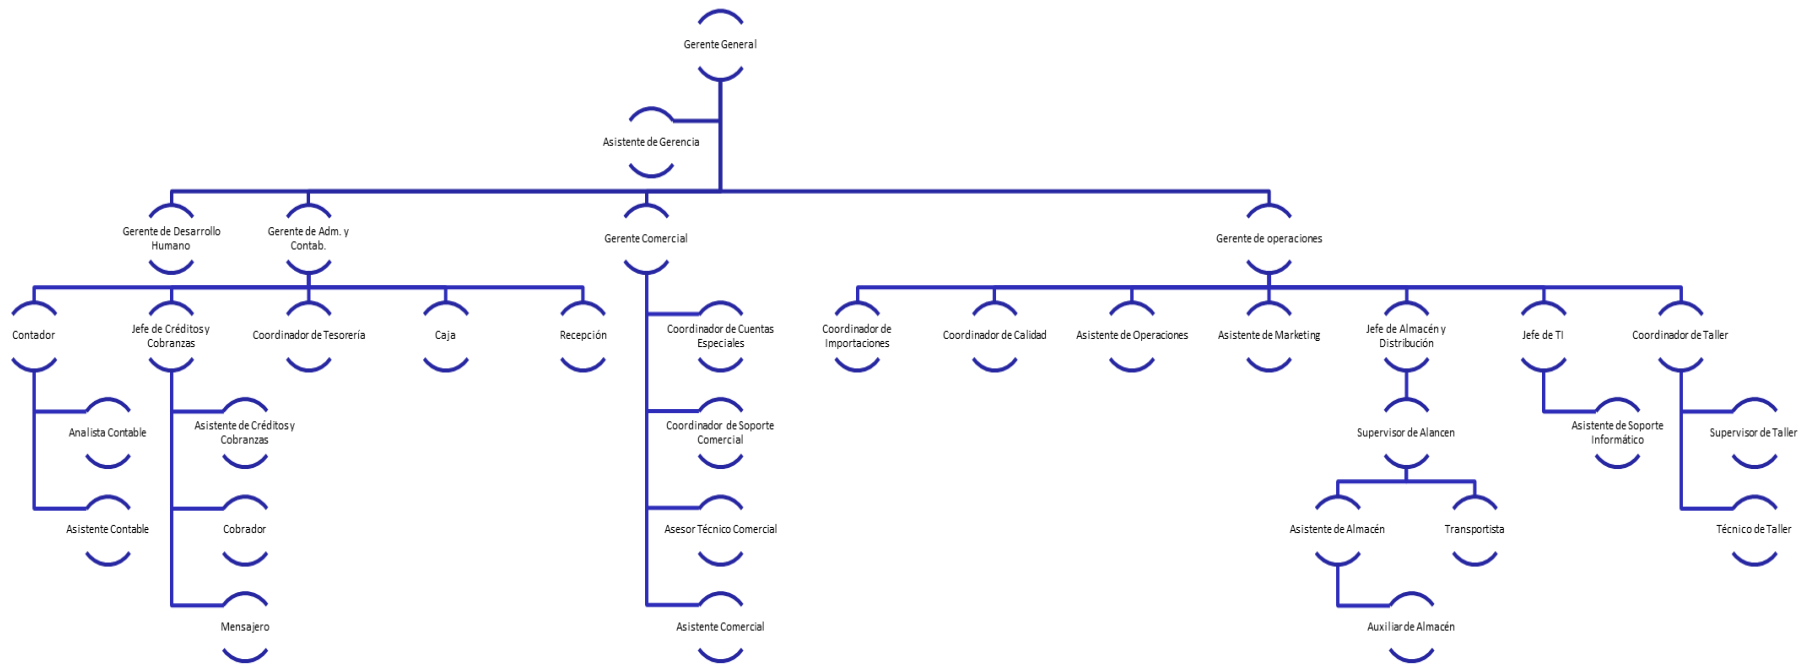 Gerente General
Asistente de Gerencia
Gerente de Desarrollo
Humano
Gerente de Adm. y
Contab.
Gerente Comercial
Gerente de operaciones
Contador
Jefe de Créditos y
Cobranzas
Coordinador de Tesorería
Caja
Recepción
Coordinador de Cuentas
Especiales
Coordinador de
Importaciones
Coordinador de Calidad
Asistente de Operaciones
Asistente de Marketing
Jefe de Almacén y
Distribución
Jefe de TI
Coordinador de Taller
Analista Contable
Asistente de Créditos y
Cobranzas
Coordinador de Soporte
Comercial
Supervisor de Alancen
Asistente de Soporte
Informático
Supervisor de Taller
Asistente Contable
Cobrador
Asesor Técnico Comercial
Asistente de Almacén
Transportista
Técnico de Taller
Mensajero
Asistente Comercial
Auxiliar de Almacén